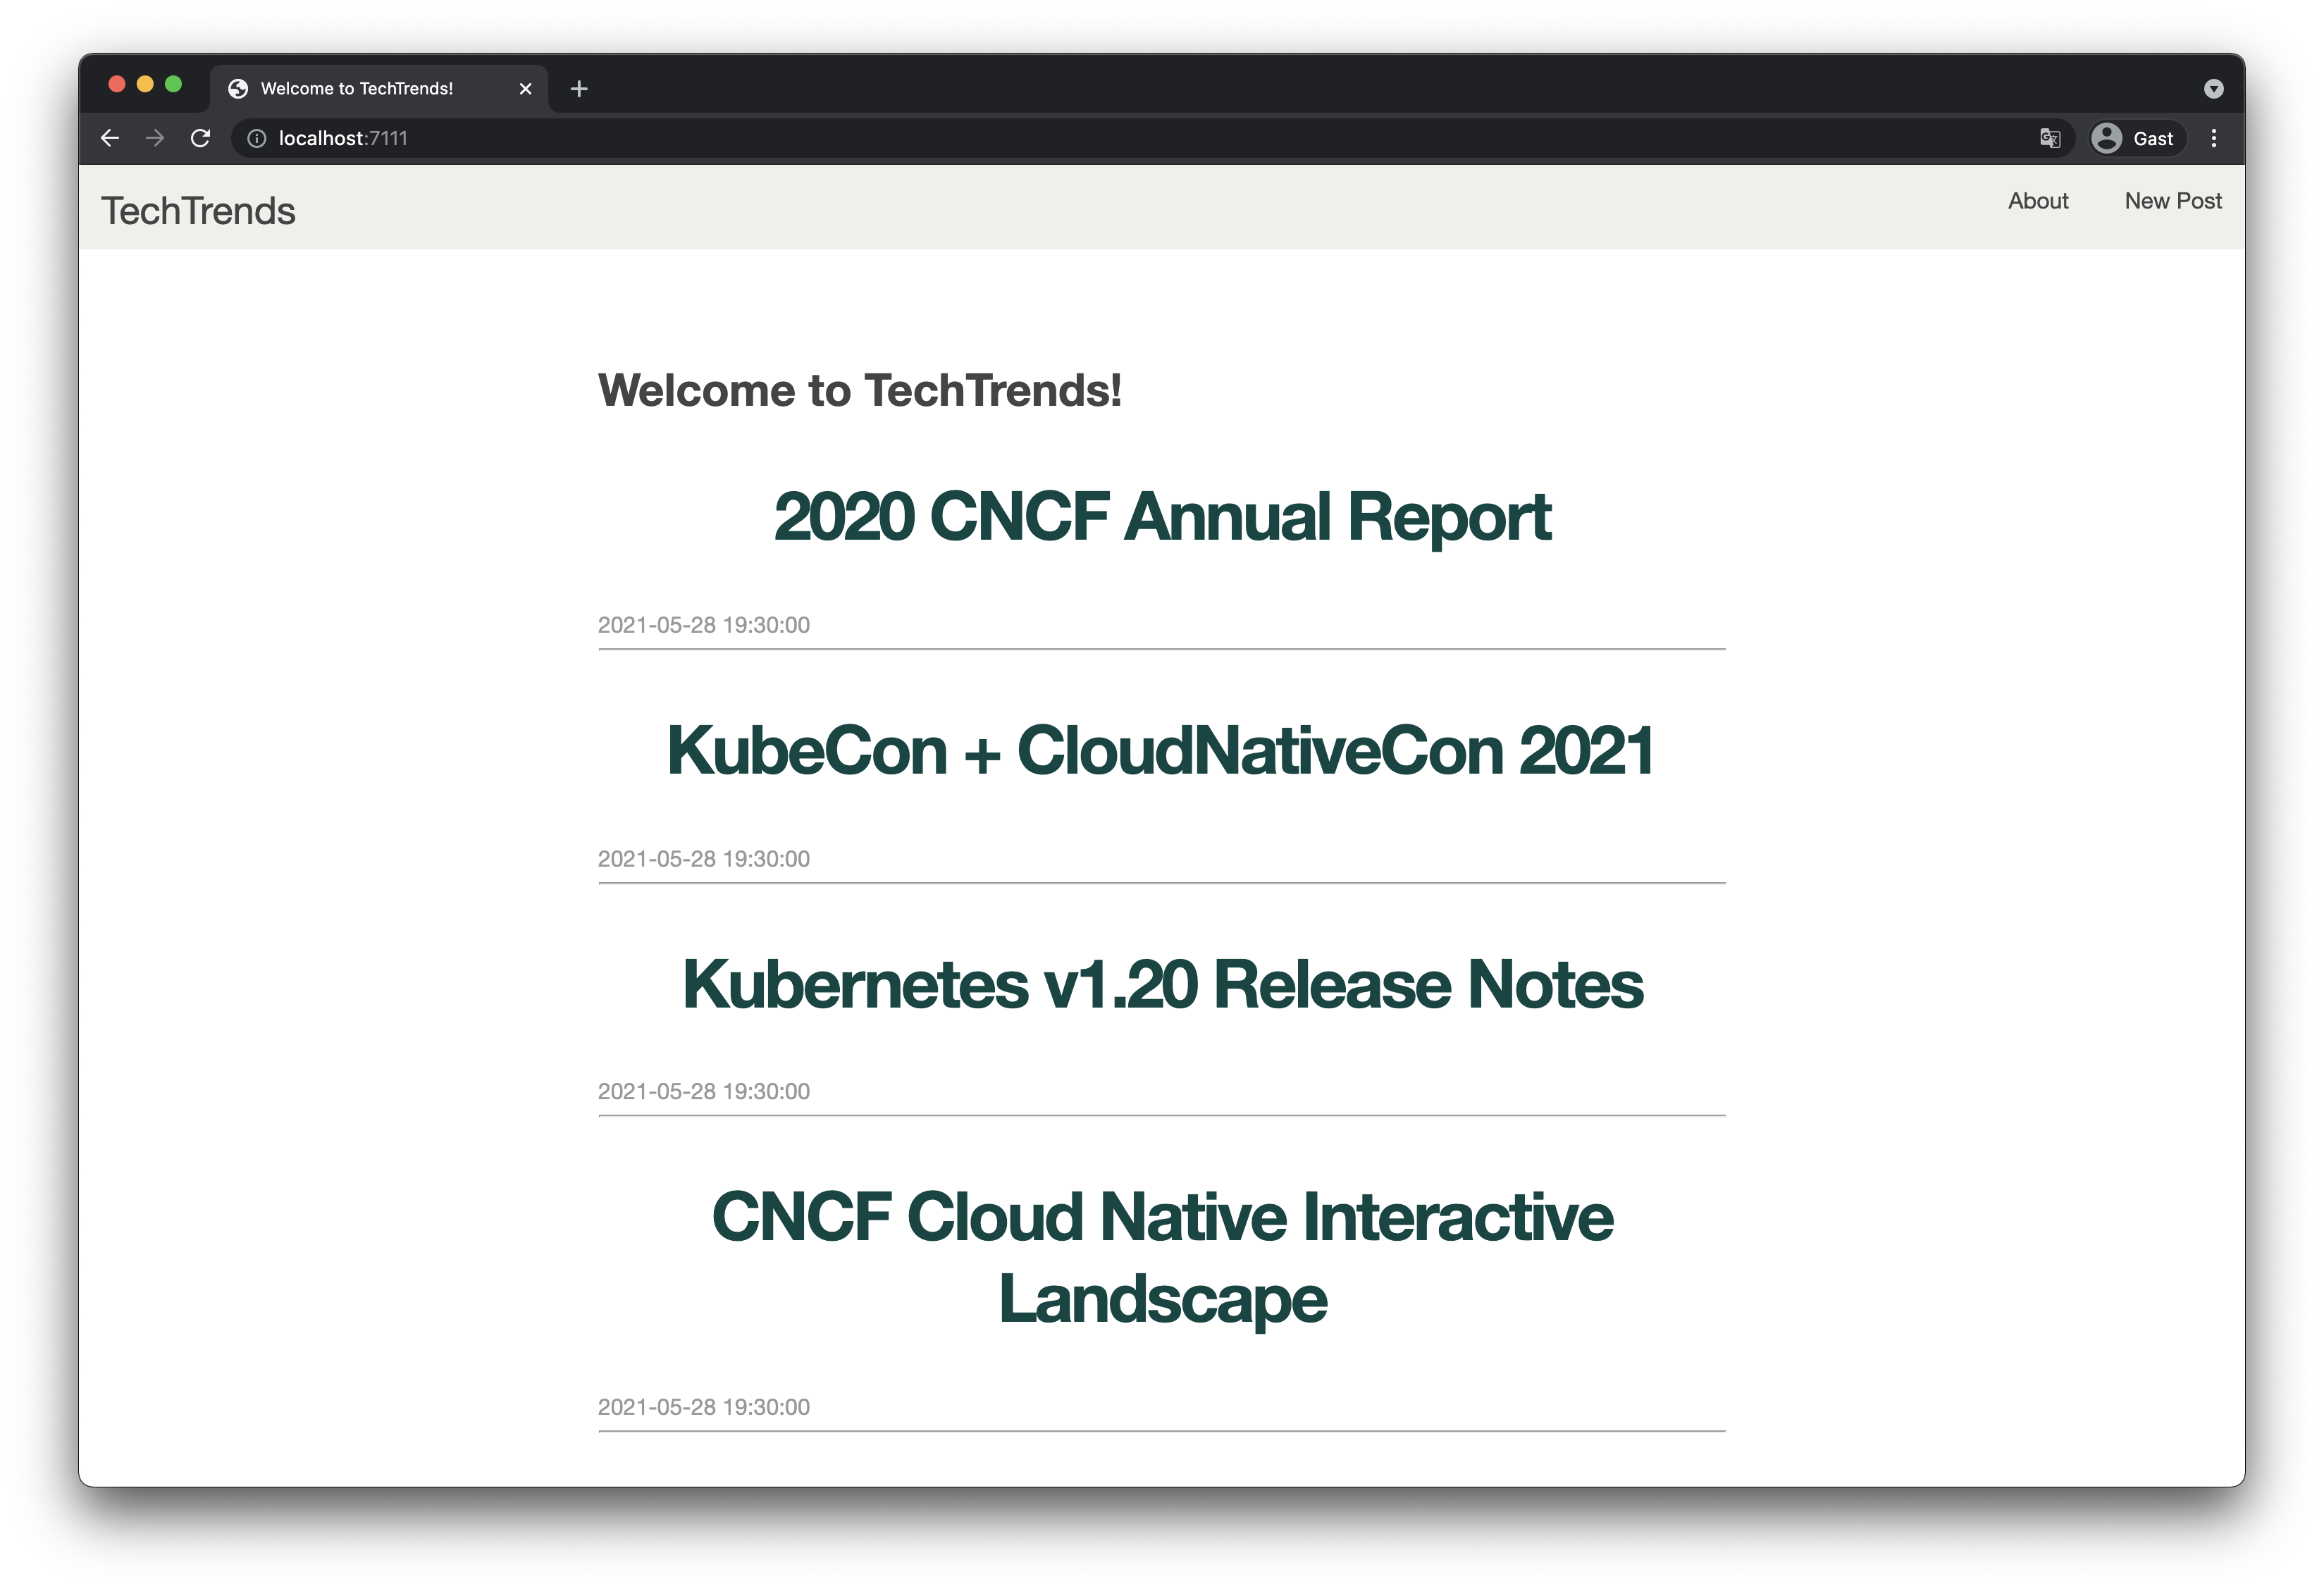 Welcome to TechTrends!
localhost:7111
Gast
TechTrends
About
New Post
Welcome to TechTrends!
2020 CNCF Annual Report
2021-05-28 19:30:00
KubeCon + CloudNativeCon 2021
2021-05-28 19:30:00
Kubernetes v1.20 Release Notes
2021-05-28 19:30:00
CNCF Cloud Native Interactive
Landscape
2021-05-28 19:30:00